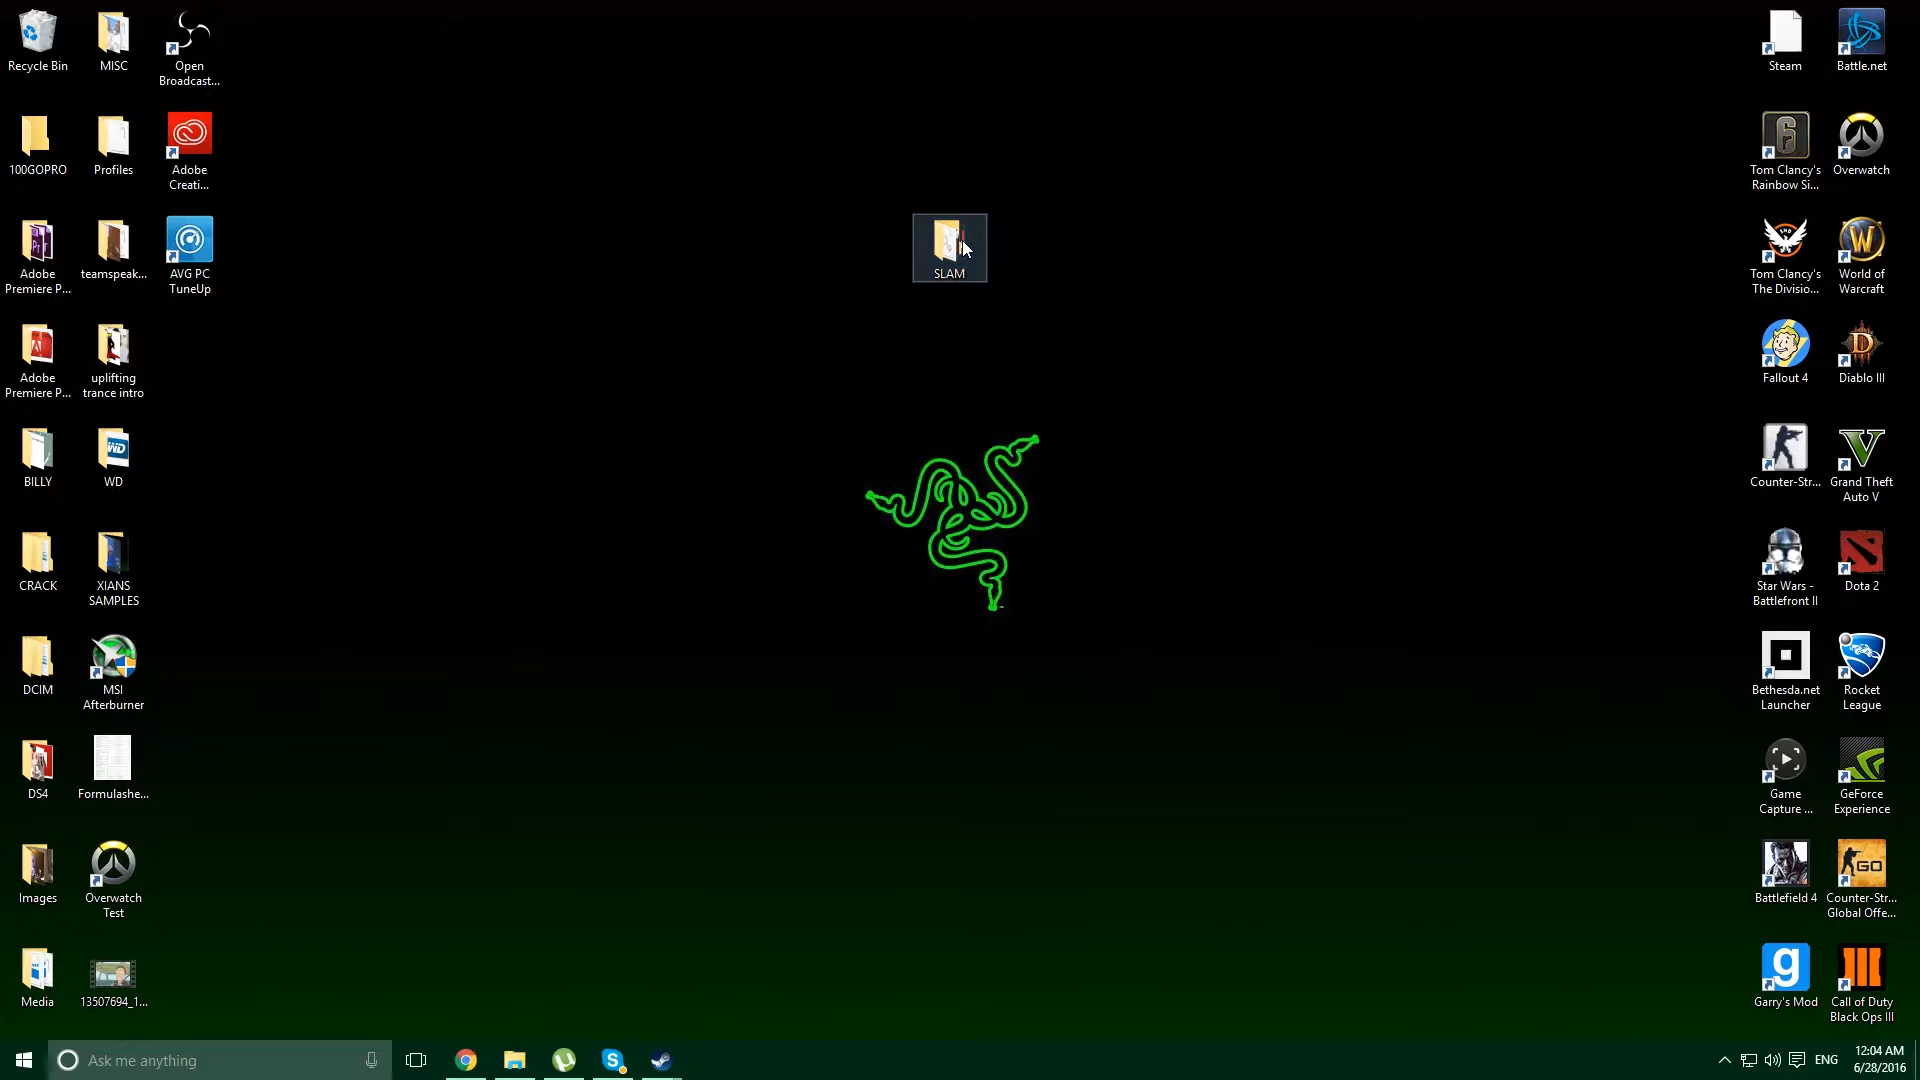 Recycle Bin
MISC
Open
Broadcast...
100GOPRO
Profiles
Adobe
Creati...
Adobe
Premiere P...
teamspeak...
AVG PC
TuneUp
Adobe
Premiere P...
uplifting
trance intro
BILLY
WD
CRACK
XIANS
SAMPLES
DCIM
MSI
Afterburner
DS4
Formulashe...
Images
Overwatch
Test
Media
13507694_1...
SLAM
Steam
Battle.net
Tom Clancy's
Rainbow Si...
Overwatch
Tom Clancy's
The Divisio...
World of
Warcraft
Fallout 4
Diablo III
Counter-Str...
Grand Theft
Auto V
Star Wars -
Battlefront II
Dota 2
Bethesda.net
Launcher
Rocket
League
Game
Capture ...
GeForce
Experience
Battlefield 4
Counter-Str...
Global Offe...
Garry's Mod
Call of Duty
Black Ops III
Ask me anything
ENG
12:04 AM
6/28/2016